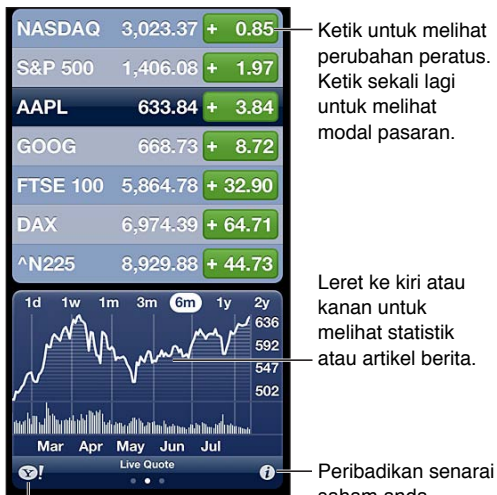 NASDAQ 3,023.37 + 0.85
S&P 500 1,406.08 + 1.97
AAPL 633.84 + 3.84
GOOG 668.73 + 8.72
FTSE 100 5,864.78 + 32.90
DAX 6,974.39 + 64.71
^N225 8,929.88 + 44.73
Ketik untuk melihat
perubahan peratus.
Ketik sekali lagi
untuk melihat
modal pasaran.
1d 1w 1m 3m 6m 1y 2y
636
592
547
502
Mar Apr May Jun Jul
Live Quote
Y!
i
Leret ke kiri atau
kanan untuk
melihat statistik
atau artikel berita.
Peribadikan senarai
saham anda